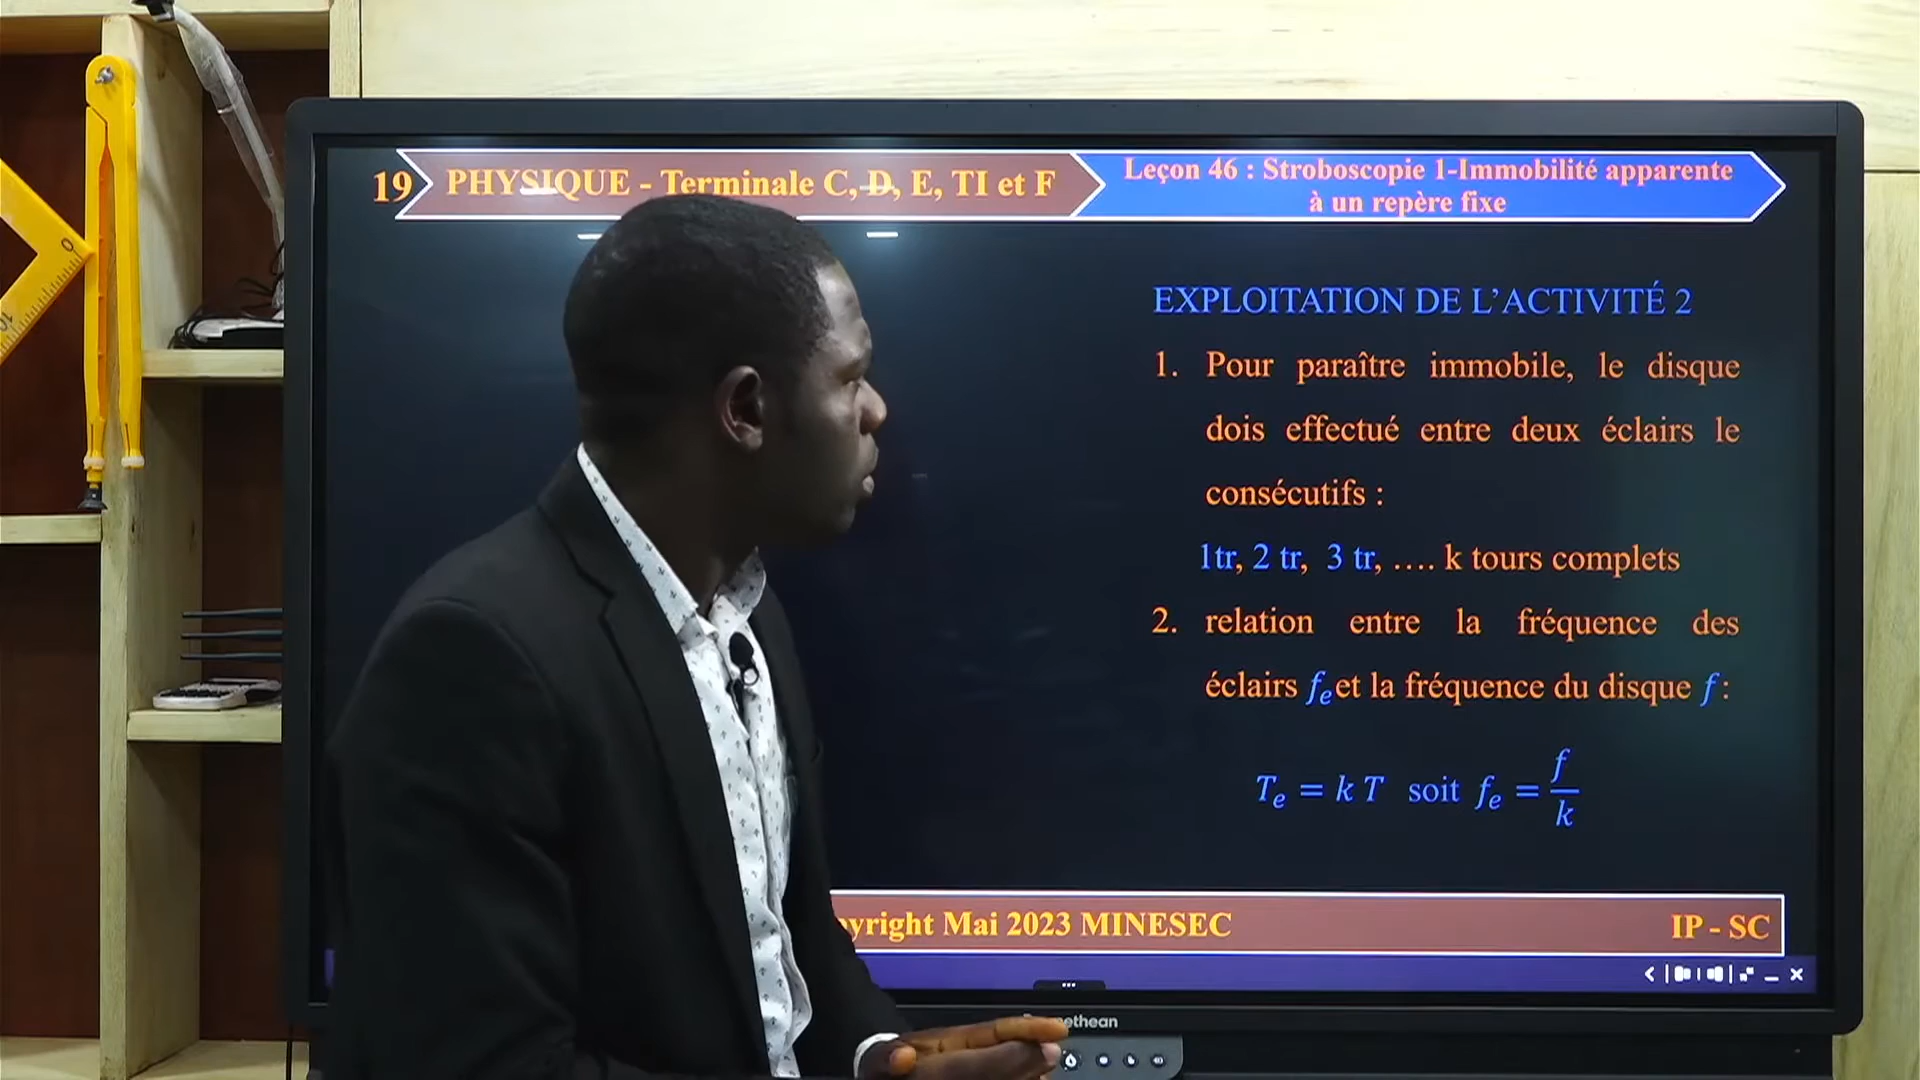 19
PHYSIQUE - Terminale C, D, E, TI et F
Leçon 46 : Stroboscopie 1-Immobilité apparente
à un repère fixe
EXPLOITATION DE L’ACTIVITÉ 2
1. Pour paraître immobile, le disque
dois effectué entre deux éclairs le
consécutifs :
1tr, 2 tr, 3 tr, …. k tours complets
2. relation entre la fréquence des
éclairs fₑ et la fréquence du disque f :
Tₑ = k T soit fₑ = f/k
Mai 2023 MINESEC
IP - SC
0
10